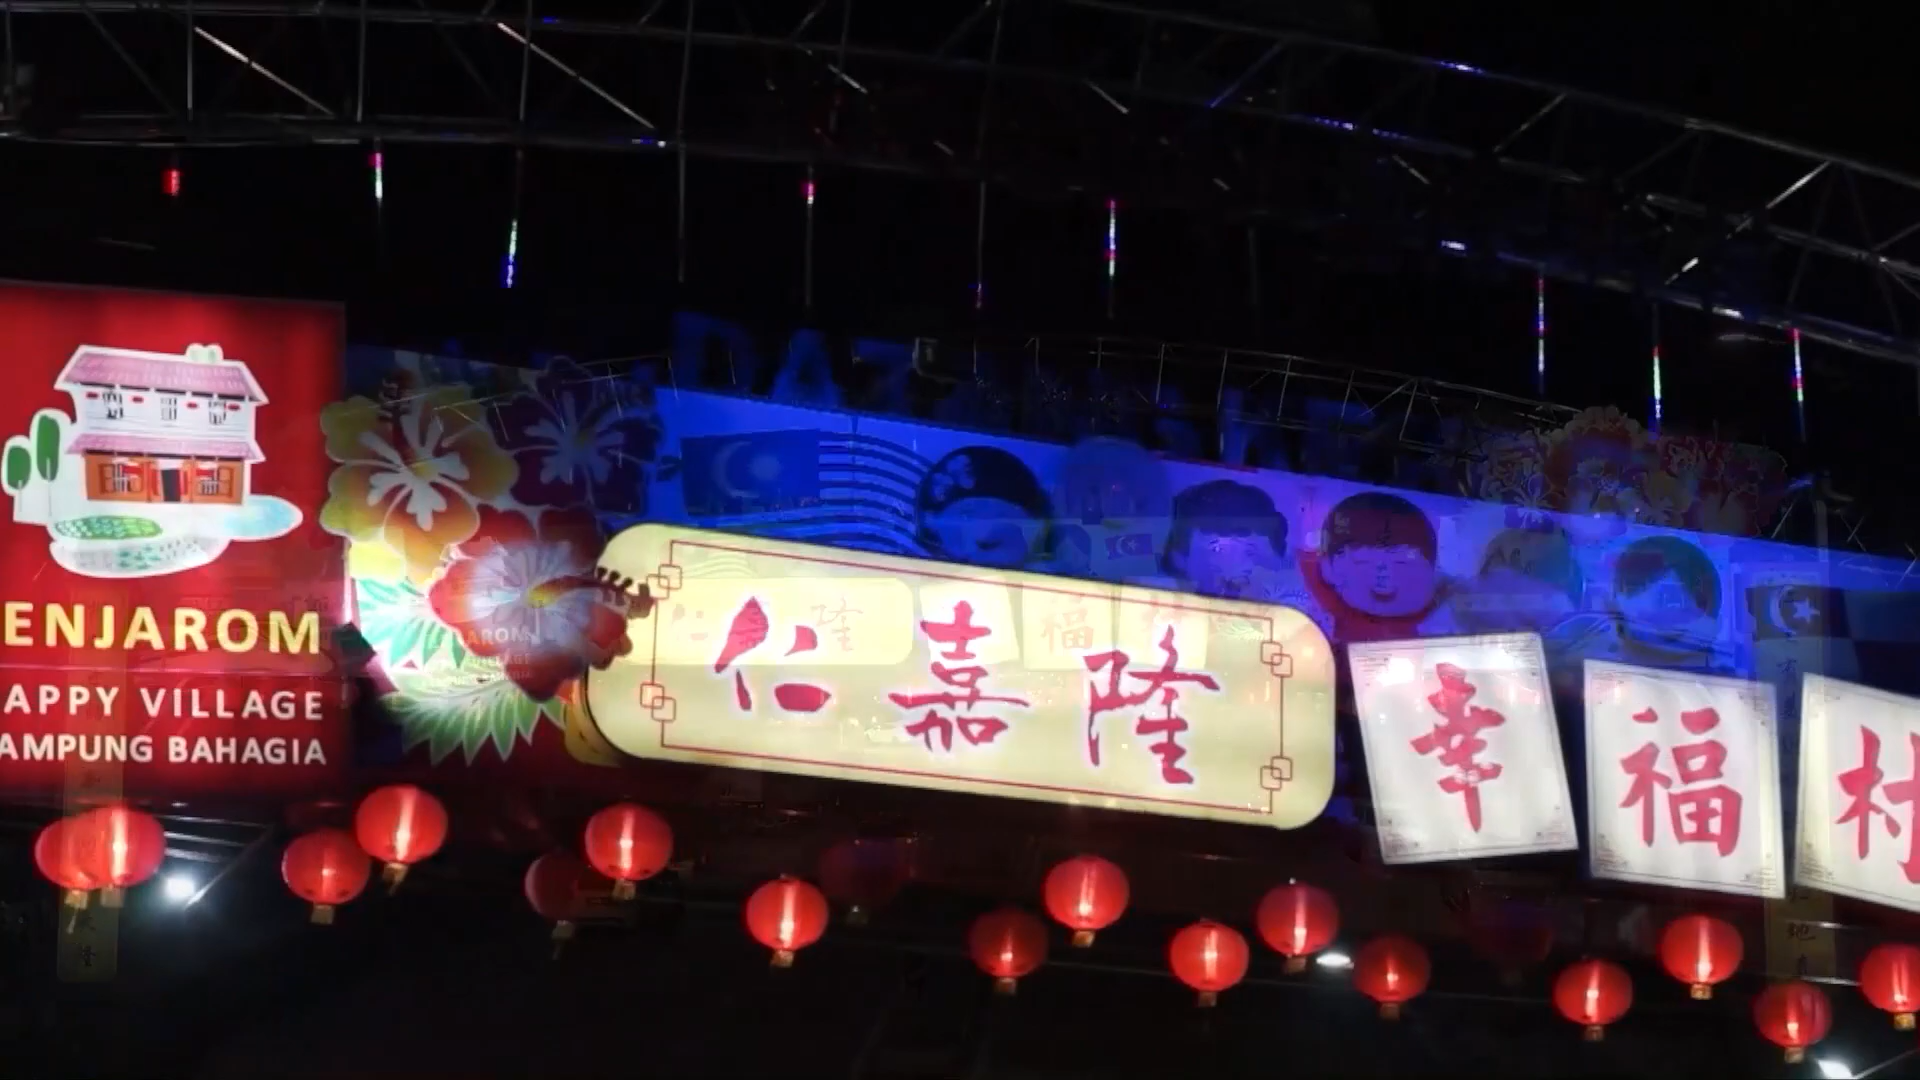 ENJAROM
APPY VILLAGE
AMPUNG BAHAGIA
仁嘉隆
幸福村